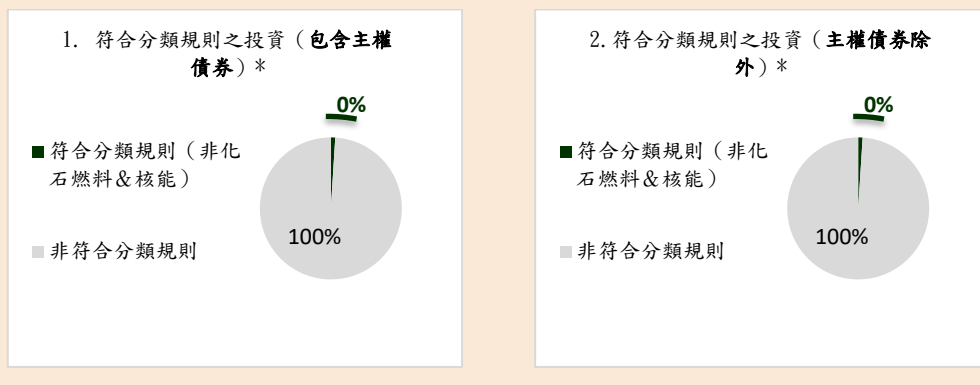 1. 符合分類規則之投資（包含主權
債券）*
0%
符合分類規則（非化
石燃料&核能）
100%
非符合分類規則
2.符合分類規則之投資（主權債券除
外）*
0%
符合分類規則（非化
石燃料&核能）
100%
非符合分類規則